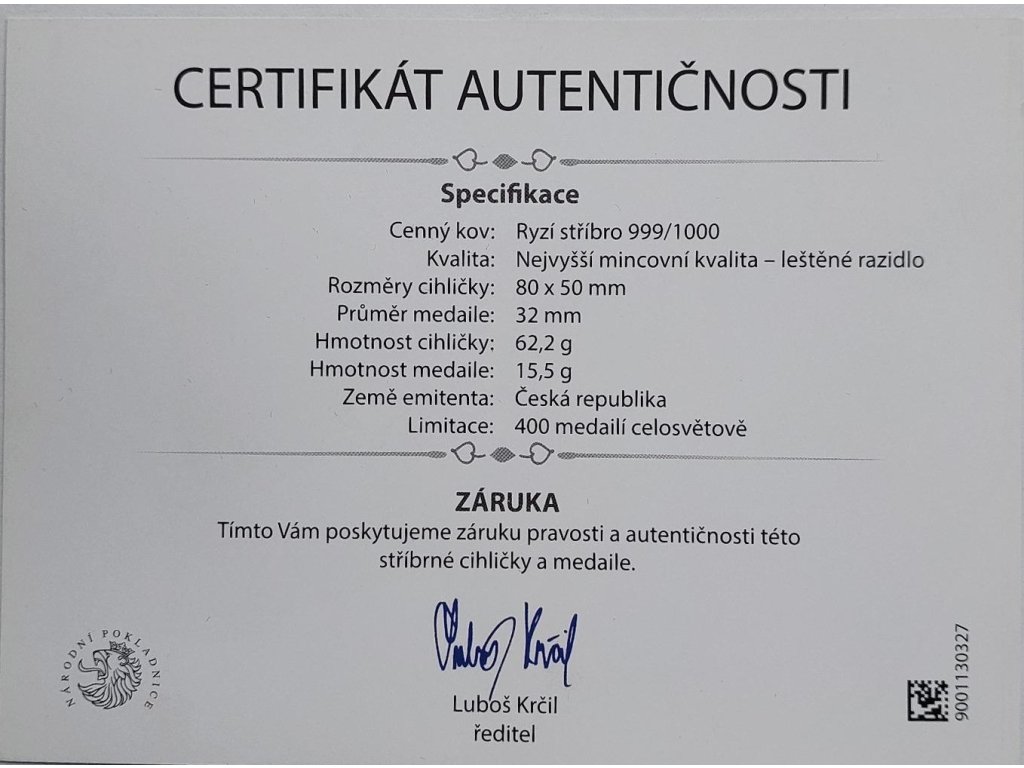 CERTIFIKÁT AUTENTIČNOSTI
Specifikace
Cenný kov: Ryzí stříbro 999/1000
Kvalita: Nejvyšší mincovní kvalita – leštěné razidlo
Rozměry cihličky: 80 x 50 mm
Průměr medaile: 32 mm
Hmotnost cihličky: 62,2 g
Hmotnost medaile: 15,5 g
Země emitenta: Česká republika
Limitace: 400 medailí celosvětově
ZÁRUKA
Tímto Vám poskytujeme záruku pravosti a autentičnosti této
stříbrné cihličky a medaile.
Luboš Krčil
Luboš Krčil
ředitel
NÁRODNÍ POKLADNICE
9001130327